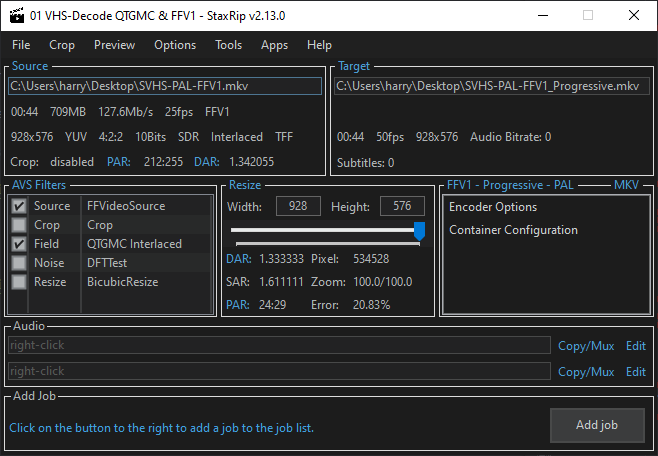 01 VHS-Decode QTGMC & FFV1 - StaxRip v2.13.0
File Crop Preview Options Tools Apps Help
Source
C:\Users\harry\Desktop\SVHS-PAL-FFV1.mkv
00:44 709MB 127.6Mb/s 25fps FFV1
928x576 YUV 4:2:2 10Bits SDR Interlaced TFF
Crop: disabled PAR: 212:255 DAR: 1.342055
Target
C:\Users\harry\Desktop\SVHS-PAL-FFV1_Progressive.mkv
00:44 50fps 928x576 Audio Bitrate: 0
Subtitles: 0
AVS Filters
Source FFVideoSource
Crop Crop
Field QTGMC Interlaced
Noise DFTTest
Resize BicubicResize
Resize
Width: 928 Height: 576
DAR: 1.333333 Pixel: 534528
SAR: 1.611111 Zoom: 100.0/100.0
PAR: 24:29 Error: 20.83%
FFV1 - Progressive - PAL MKV
Encoder Options
Container Configuration
Audio
right-click Copy/Mux Edit
right-click Copy/Mux Edit
Add Job
Click on the button to the right to add a job to the job list. Add job